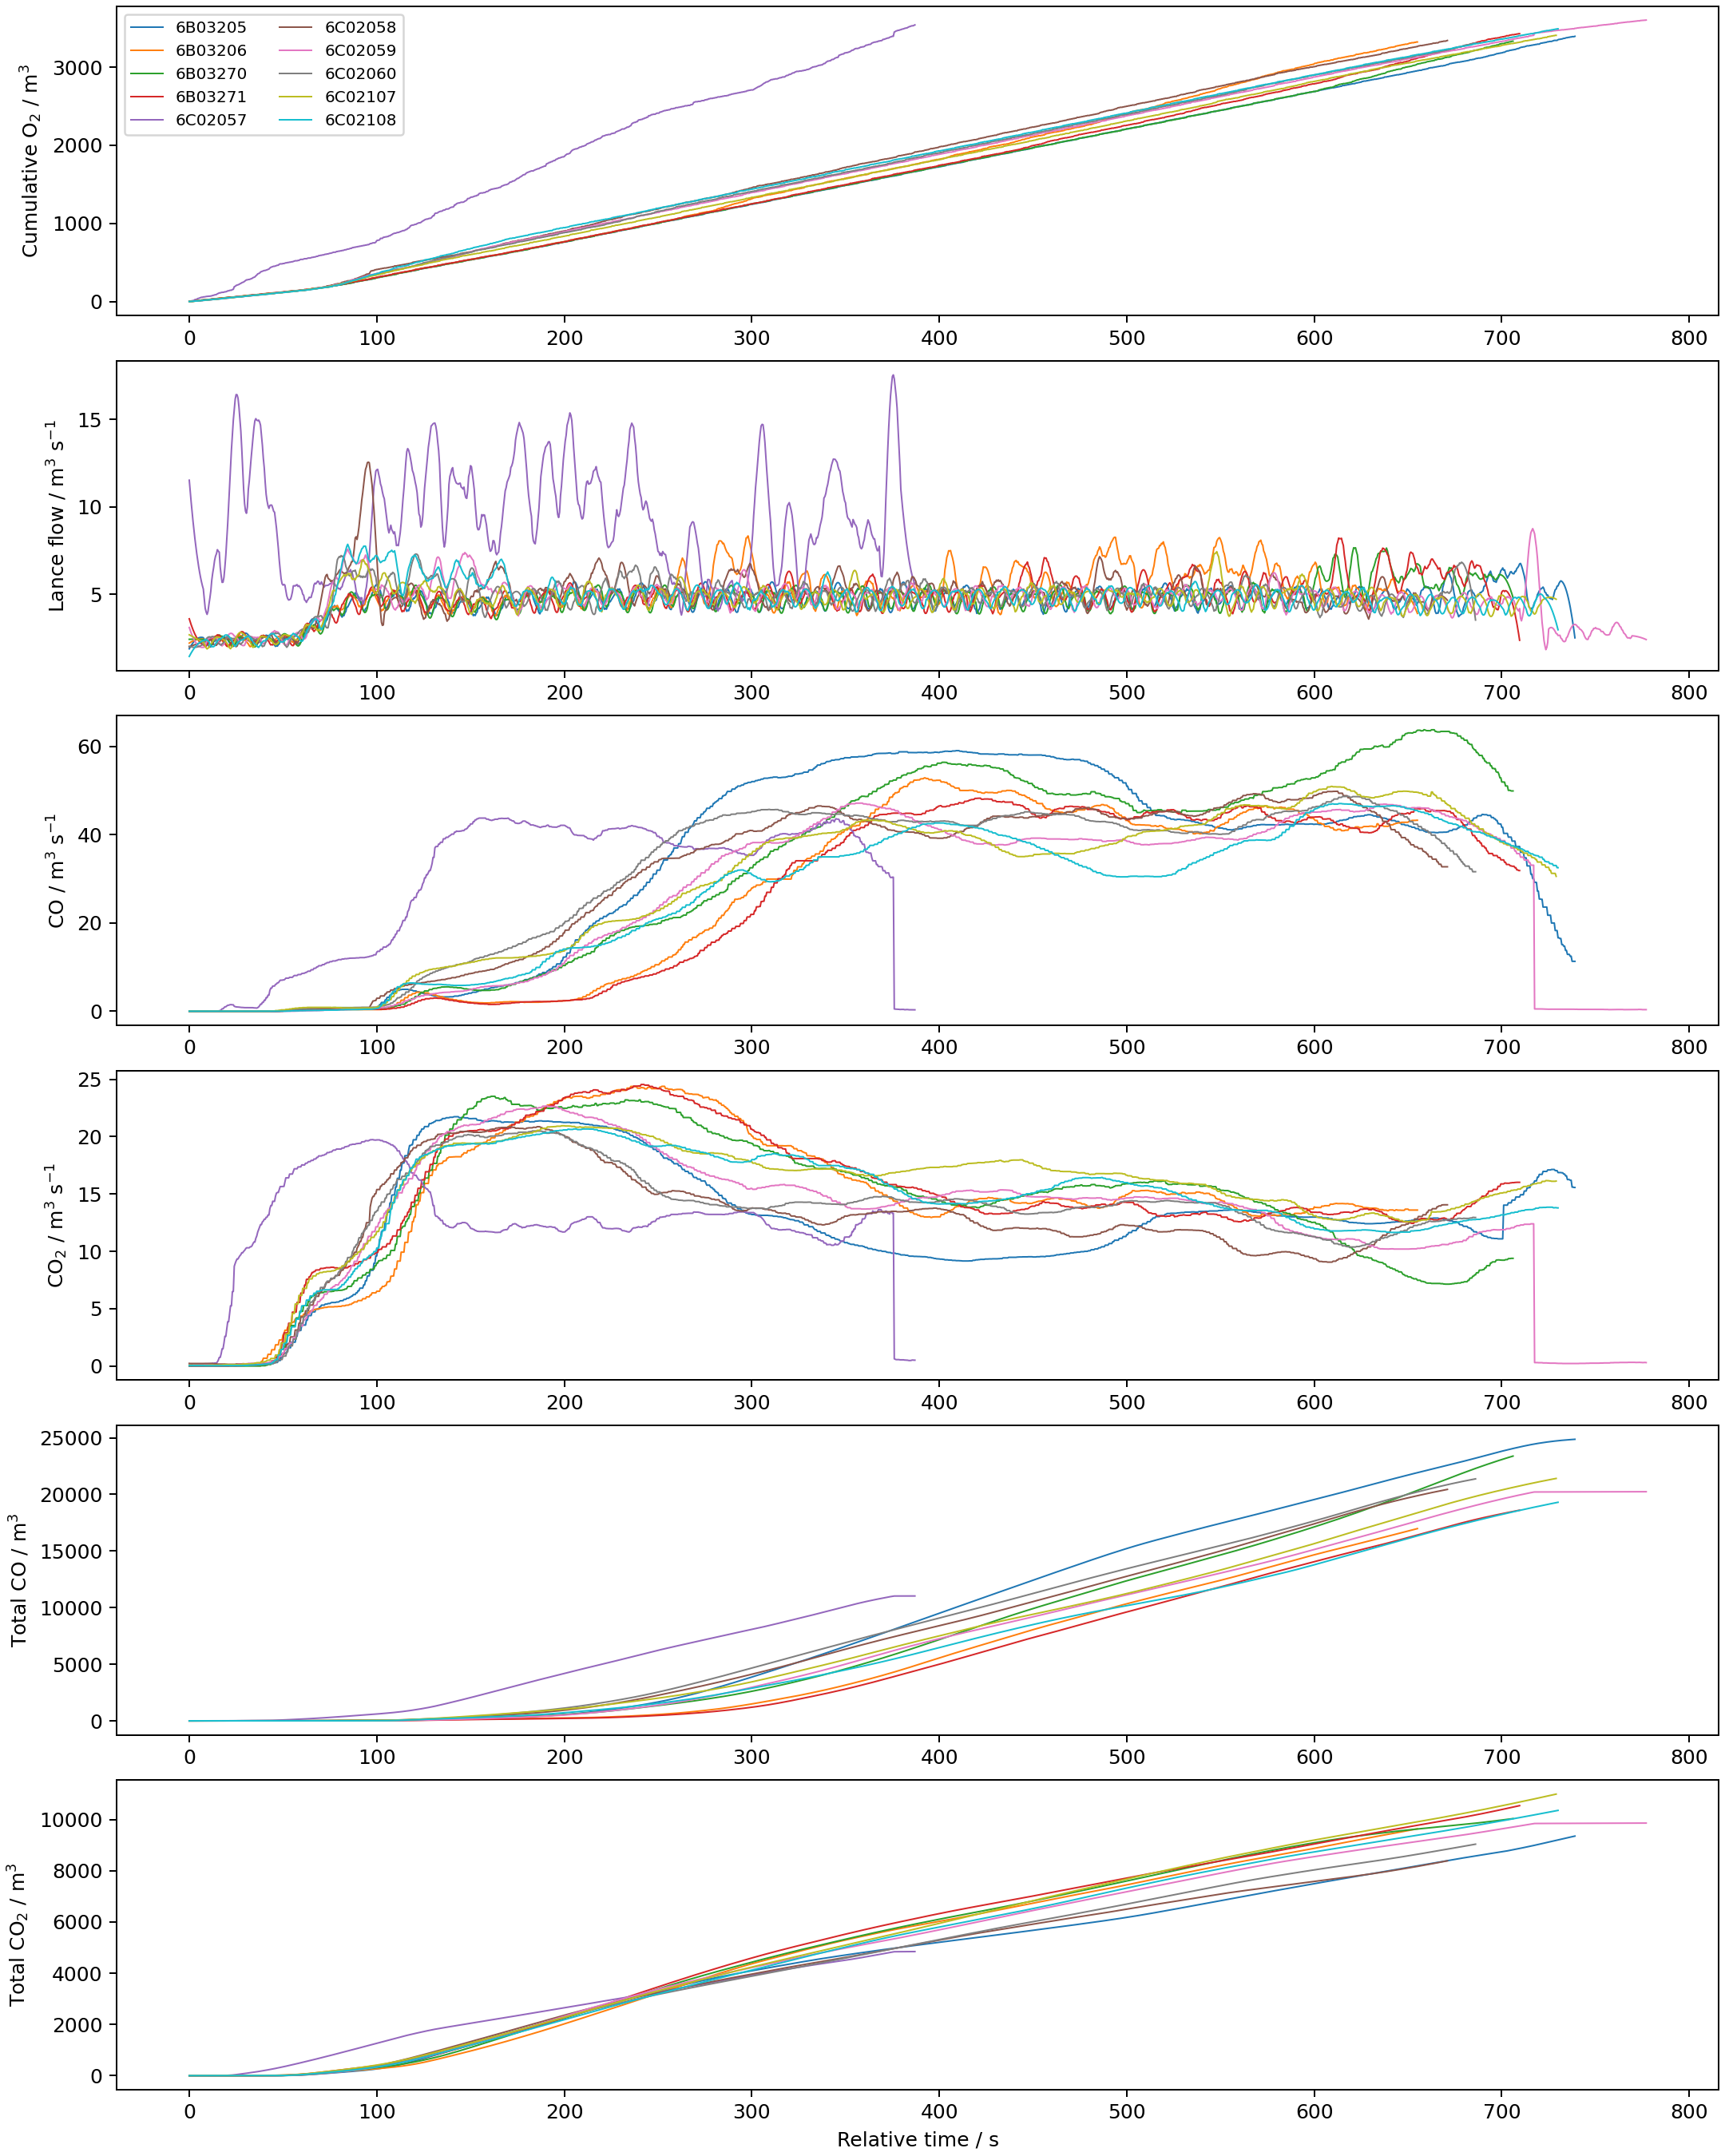 Cumulative O₂ / m³
3000
2000
1000
0
6B03205 6C02058
6B03206 6C02059
6B03270 6C02060
6B03271 6C02107
6C02057 6C02108
0 100 200 300 400 500 600 700 800
Lance flow / m³ s⁻¹
15
10
5
0 100 200 300 400 500 600 700 800
CO / m³ s⁻¹
60
40
20
0
0 100 200 300 400 500 600 700 800
CO₂ / m³ s⁻¹
25
20
15
10
5
0
0 100 200 300 400 500 600 700 800
Total CO / m³
25000
20000
15000
10000
5000
0
0 100 200 300 400 500 600 700 800
Total CO₂ / m³
10000
8000
6000
4000
2000
0
0 100 200 300 400 500 600 700 800
Relative time / s